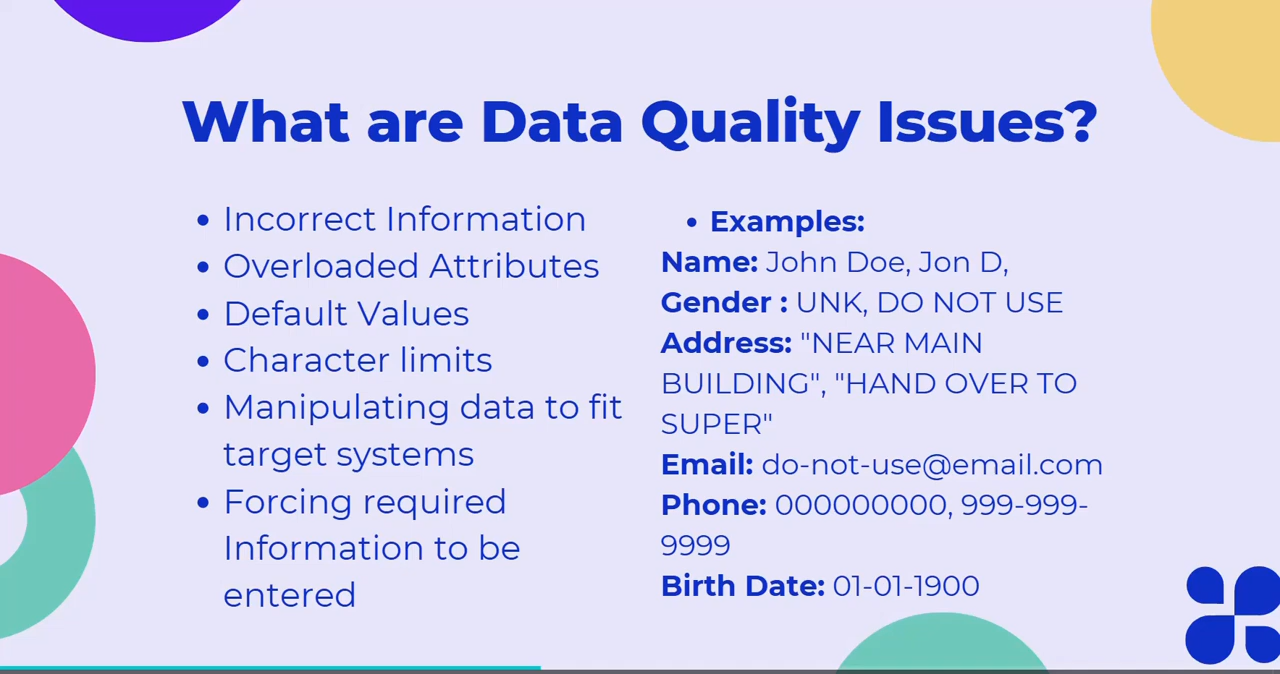 What are Data Quality Issues?
• Incorrect Information
• Overloaded Attributes
• Default Values
• Character limits
• Manipulating data to fit
target systems
• Forcing required
Information to be
entered
• Examples:
Name: John Doe, Jon D,
Gender : UNK, DO NOT USE
Address: "NEAR MAIN
BUILDING", "HAND OVER TO
SUPER"
Email: do-not-use@email.com
Phone: 000000000, 999-999-
9999
Birth Date: 01-01-1900